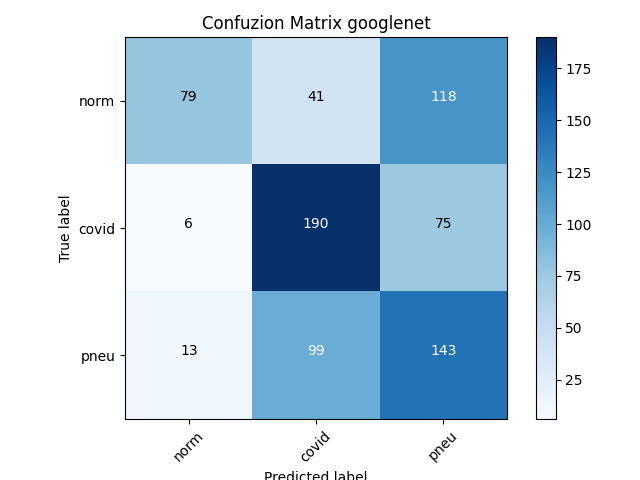 Confuzion Matrix googlenet
norm 79 41 118
covid 6 190 75
pneu 13 99 143
norm covid pneu
True label
Predicted label
175
150
125
100
75
50
25